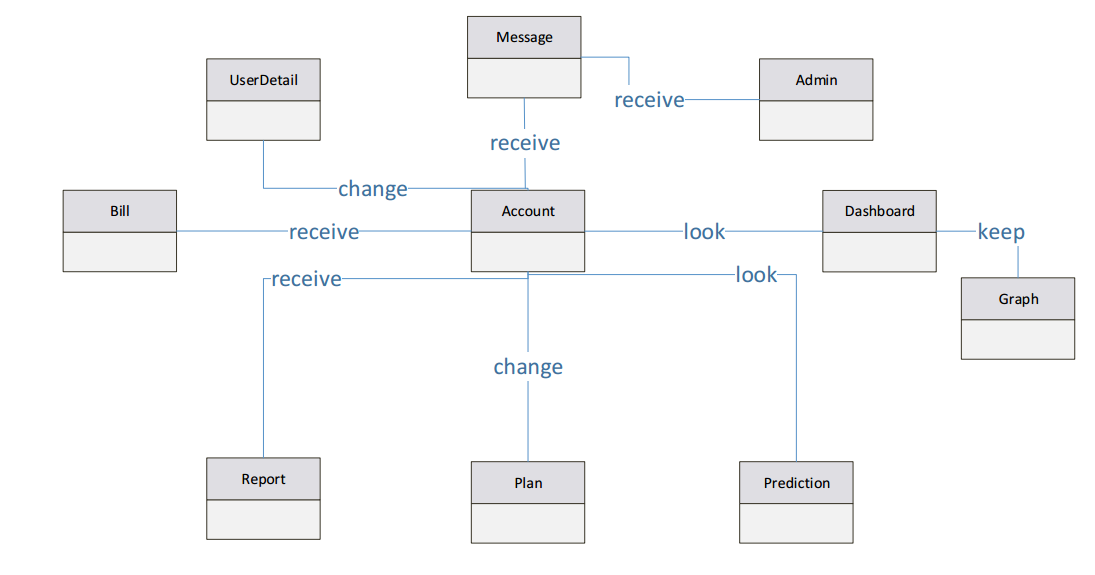 Message
UserDetail
Admin
receive
receive
change
Bill
Account
Dashboard
receive
look
keep
receive
look
Graph
change
Report
Plan
Prediction